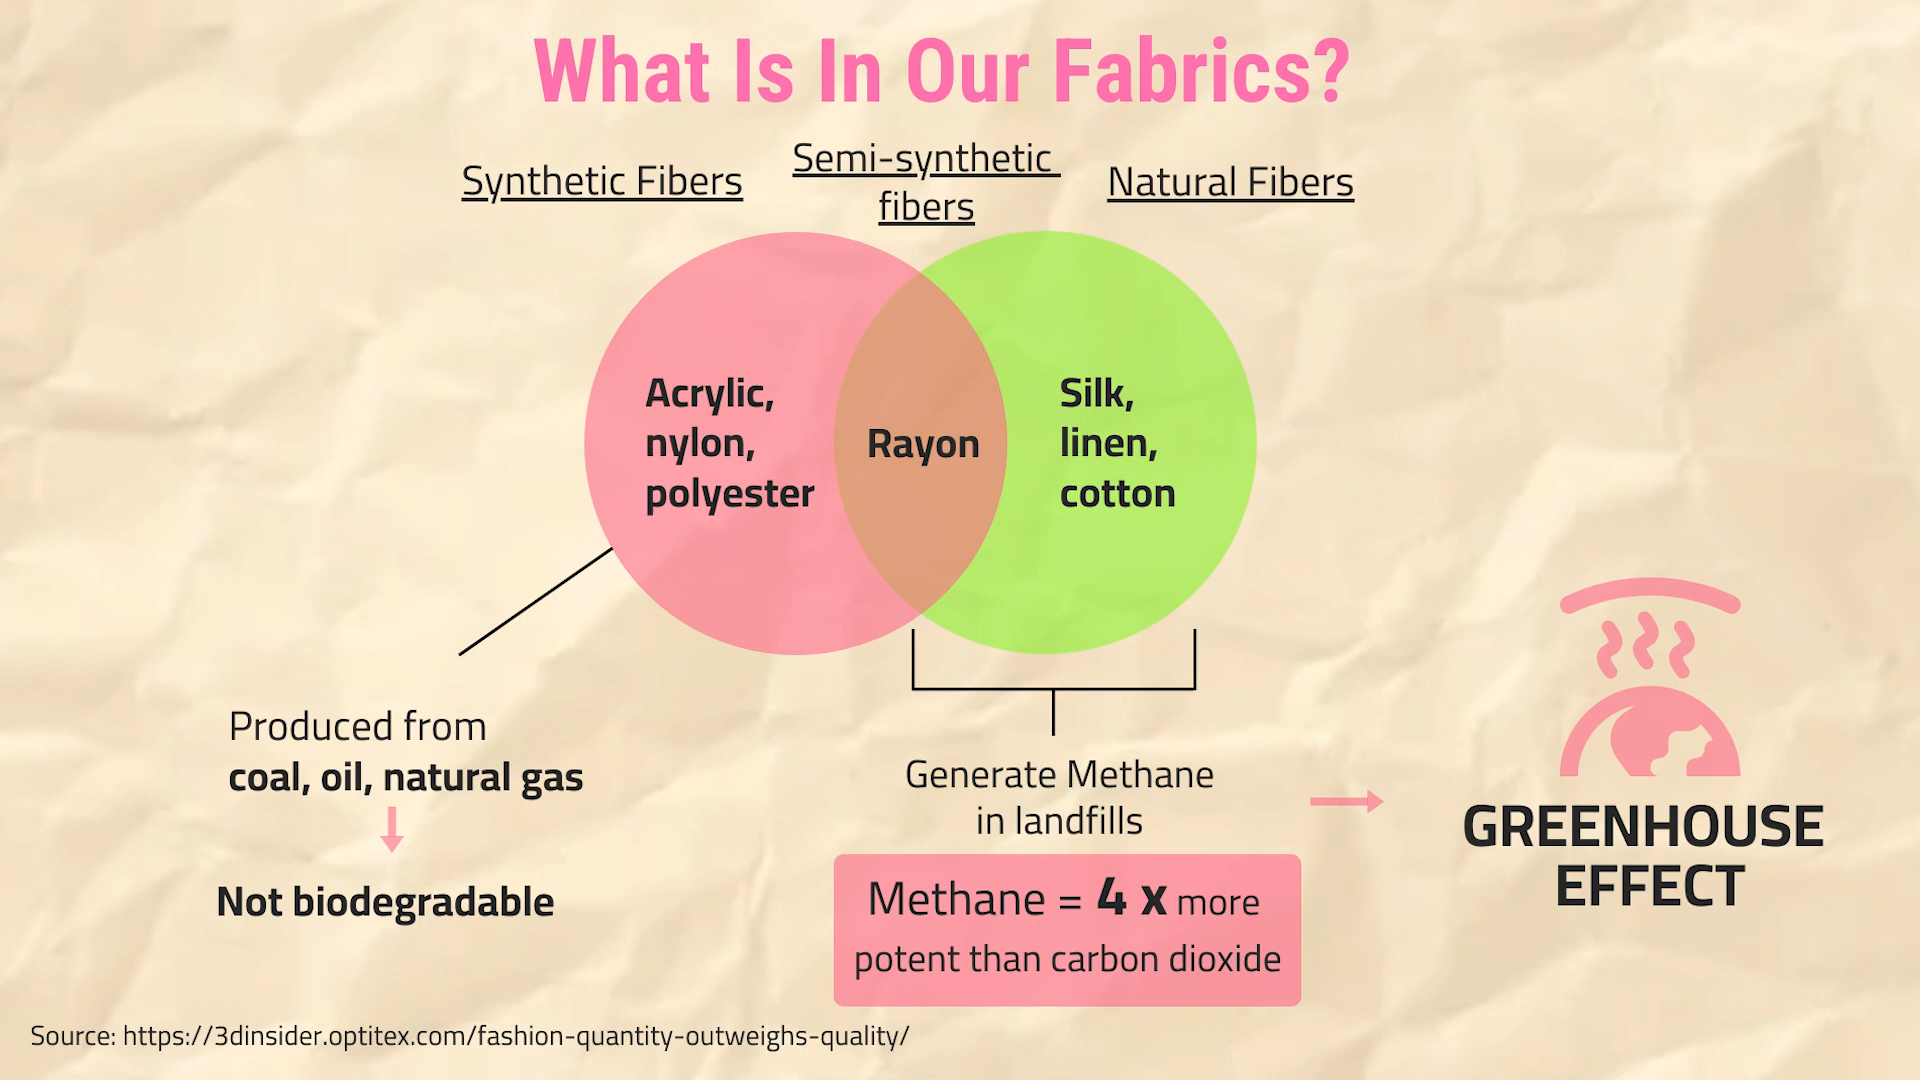 What Is In Our Fabrics?
Synthetic Fibers
Semi-synthetic
fibers
Natural Fibers
Acrylic,
nylon,
polyester
Rayon
Silk,
linen,
cotton
Produced from
coal, oil, natural gas
Not biodegradable
Generate Methane
in landfills
Methane = 4 x more
potent than carbon dioxide
GREENHOUSE
EFFECT
Source: https://3dinsider.optitex.com/fashion-quantity-outweighs-quality/